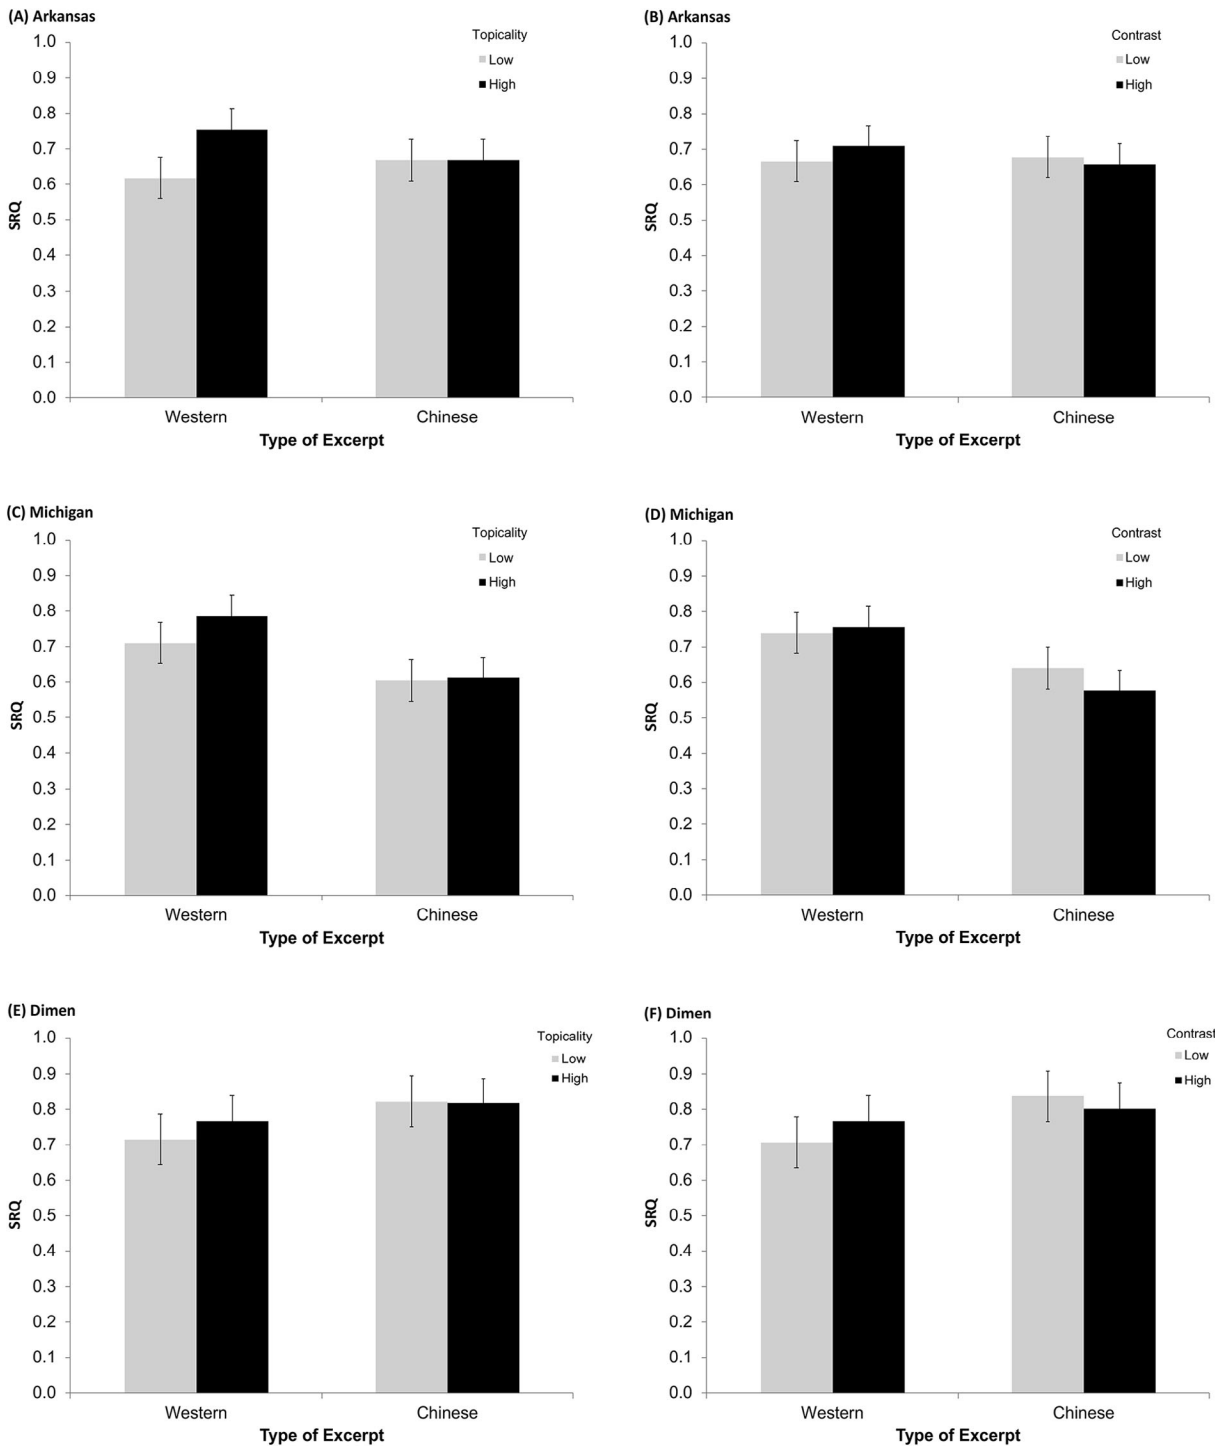 (A) Arkansas
Topicality
Low
High
1.0
0.9
0.8
0.7
0.6
0.5
0.4
0.3
0.2
0.1
0.0
SRQ
Western
Chinese
Type of Excerpt
(B) Arkansas
Contrast
Low
High
1.0
0.9
0.8
0.7
0.6
0.5
0.4
0.3
0.2
0.1
0.0
SRQ
Western
Chinese
Type of Excerpt
(C) Michigan
Topicality
Low
High
1.0
0.9
0.8
0.7
0.6
0.5
0.4
0.3
0.2
0.1
0.0
SRQ
Western
Chinese
Type of Excerpt
(D) Michigan
Contrast
Low
High
1.0
0.9
0.8
0.7
0.6
0.5
0.4
0.3
0.2
0.1
0.0
SRQ
Western
Chinese
Type of Excerpt
(E) Dimen
Topicality
Low
High
1.0
0.9
0.8
0.7
0.6
0.5
0.4
0.3
0.2
0.1
0.0
SRQ
Western
Chinese
Type of Excerpt
(F) Dimen
Contrast
Low
High
1.0
0.9
0.8
0.7
0.6
0.5
0.4
0.3
0.2
0.1
0.0
SRQ
Western
Chinese
Type of Excerpt